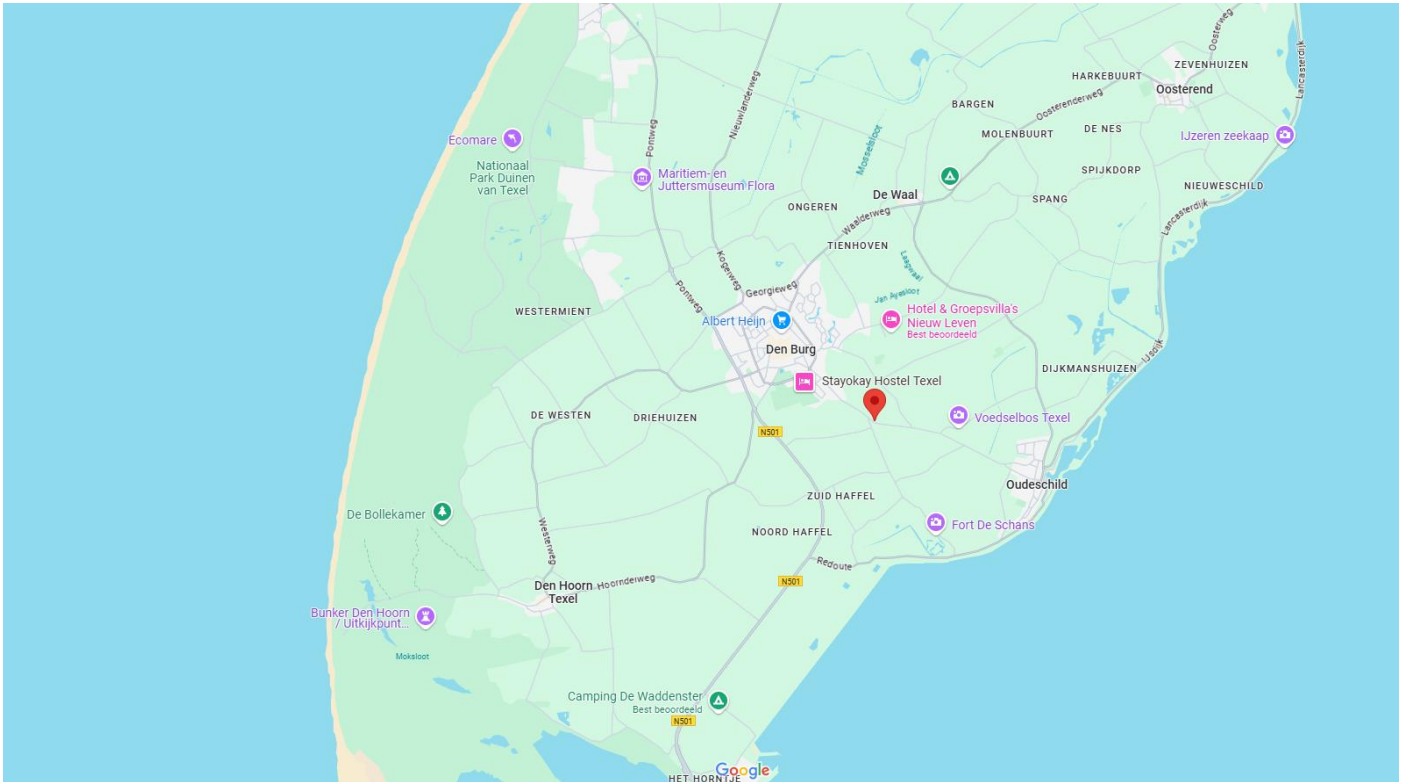 ZEVENHUIZEN
Oosterweg
Lancasterdijk
HARKEBUURT
Oosterend
Nieuwlanderweg
BARGEN
Oosterenderweg
Pontweg
MOLENBUURT
DE NES
IJzeren zeekaap
Ecomare
Mosselsloot
Nationaal
Park Duinen
van Texel
Maritiem- en
Juttersmuseum Flora
SPIJKDORP
NIEUWESCHILD
De Waal
SPANG
ONGEREN
Waalderweg
Lancasterdijk
TIENHOVEN
Kogerweg
Laagwaal
Georgieweg
Jan Ayesloot
Pontweg
WESTERMIENT
Hotel & Groepsvilla's
Nieuw Leven
Best beoordeeld
Albert Heijn
Den Burg
IJsdijk
DIJKMANSHUIZEN
Stayokay Hostel Texel
DE WESTEN
DRIEHUIZEN
Voedselbos Texel
N501
Oudeschild
ZUID HAFFEL
De Bollekamer
Fort De Schans
NOORD HAFFEL
Westerweg
Redoute
Den Hoorn
Texel
Hoornderweg
N501
Bunker Den Hoorn
/ Uitkijkpunt...
Moksloot
Camping De Waddenster
Best beoordeeld
N501
Google
HET HORNTJE